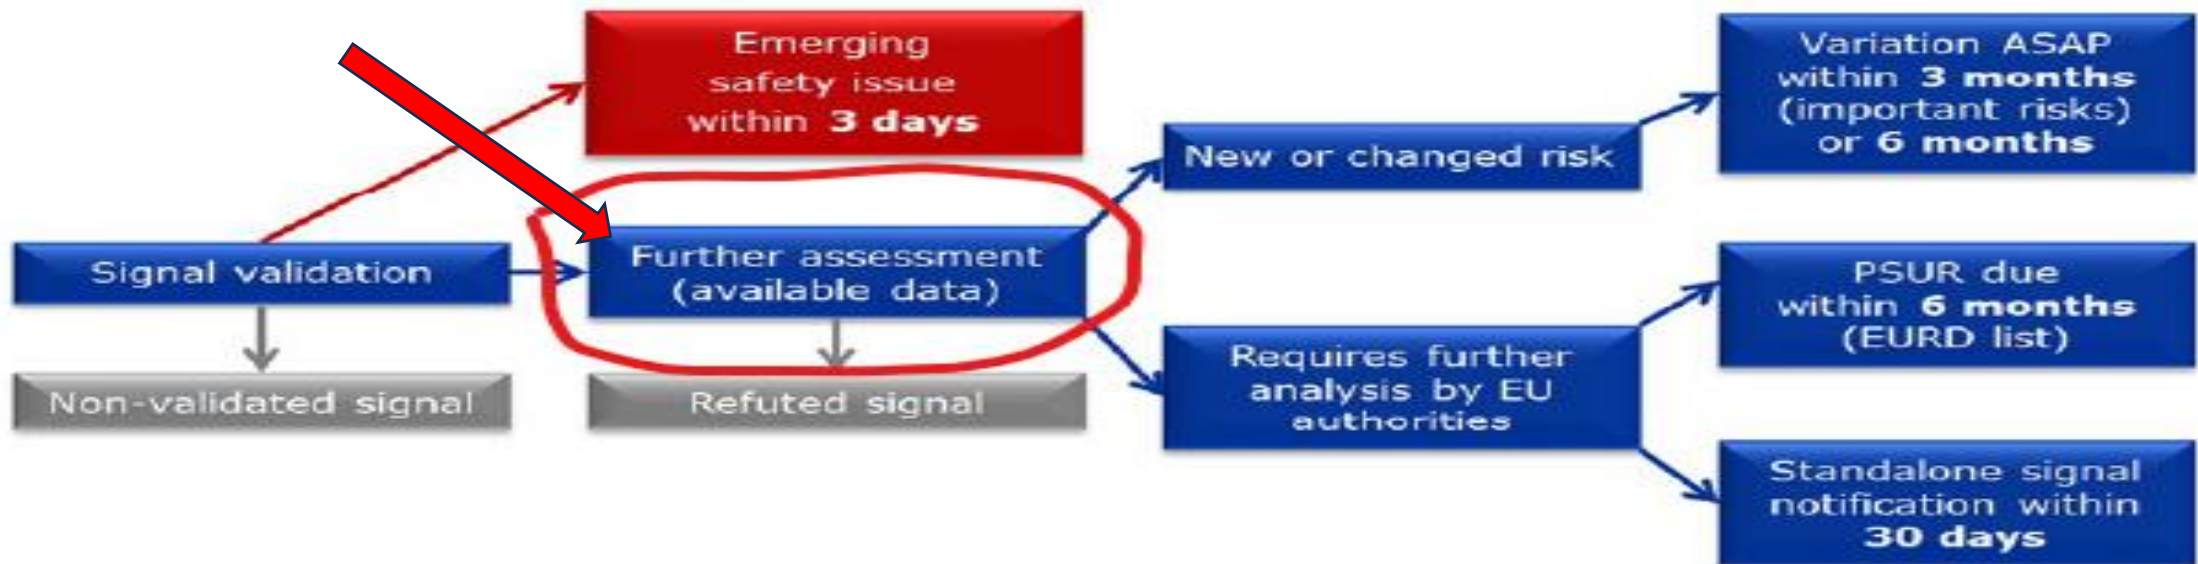 Emerging
safety issue
within 3 days
Variation ASAP
within 3 months
(important risks)
or 6 months
New or changed risk
Signal validation
Further assessment
(available data)
PSUR due
within 6 months
(EURD list)
Requires further
analysis by EU
authorities
Non-validated signal
Refuted signal
Standalone signal
notification within
30 days